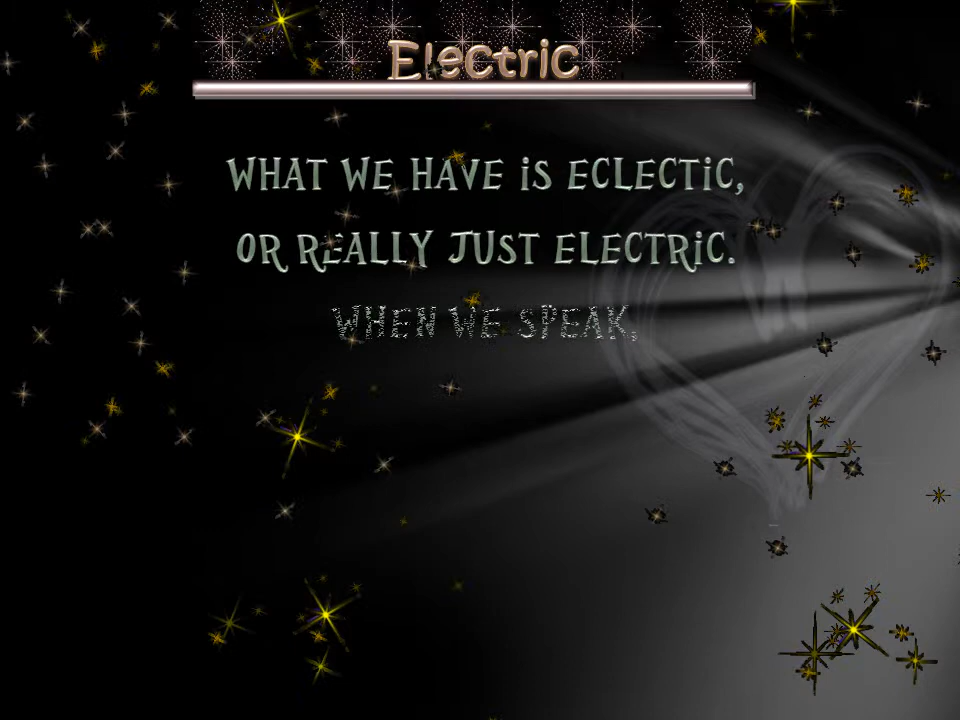 Electric
WHAT WE HAVE iS ECLECTiC,
OR REALLY JUST ELECTRiC.
WHEN WE SPEAK,